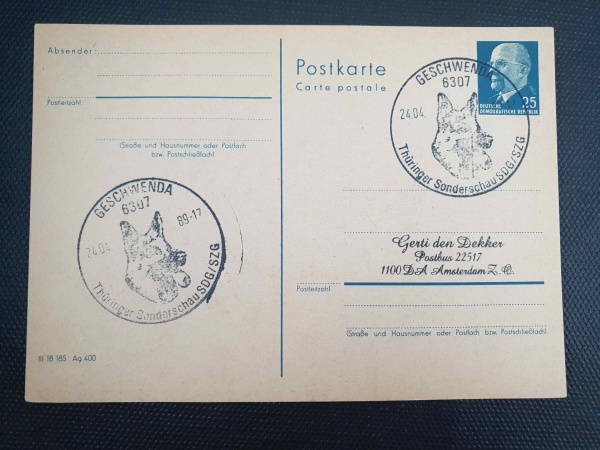 Absender:
Postleitzahl
(Straße und Hausnummer oder Postfach
bzw. Postschließfach)
GESCHWENDA
6307
24.04. 89-17
Thüringer Sonderschau SDG/SZG
III 18 185 Ag 400
Postkarte
Carte postale
GESCHWENDA
6307
24.04.
Thüringer Sonderschau SDG/SZG
25
DEUTSCHE
DEMOKRATISCHE REPUBLIK
Gerti den Dekker
Postbus 22517
1100 DA Amsterdam Z. O.
Postleitzahl
(Straße und Hausnummer oder Postfach bzw. Postschließfach)